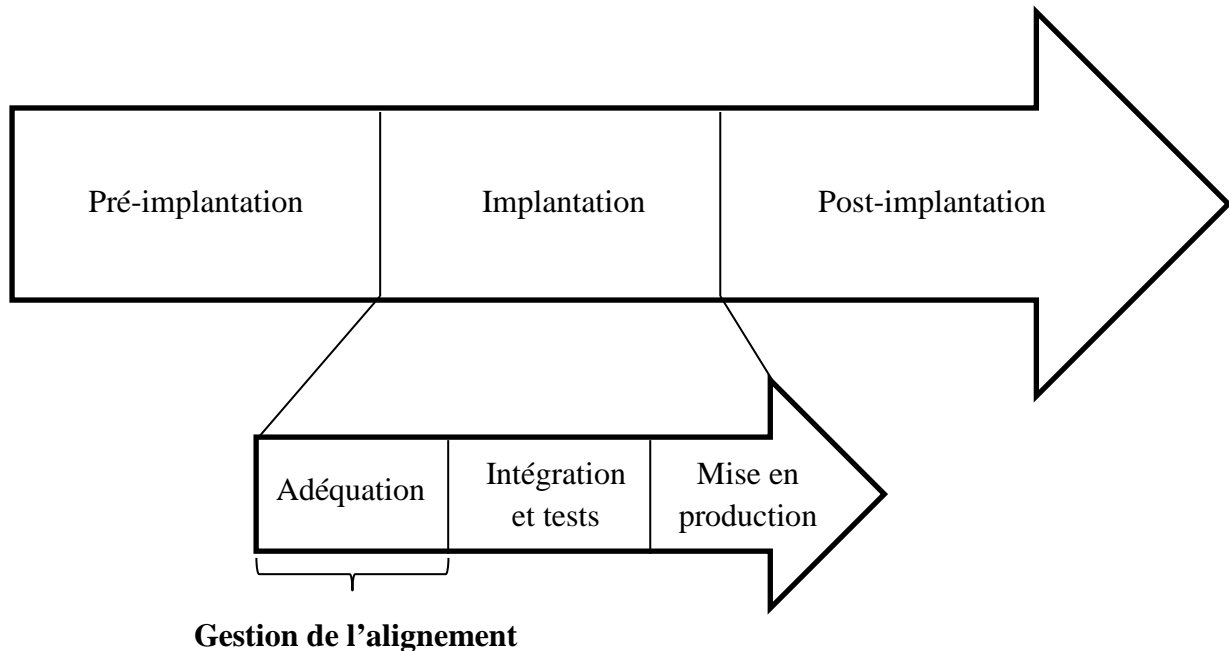 Pré-implantation
Implantation
Post-implantation
Adéquation
Intégration
et tests
Mise en
production
Gestion de l’alignement